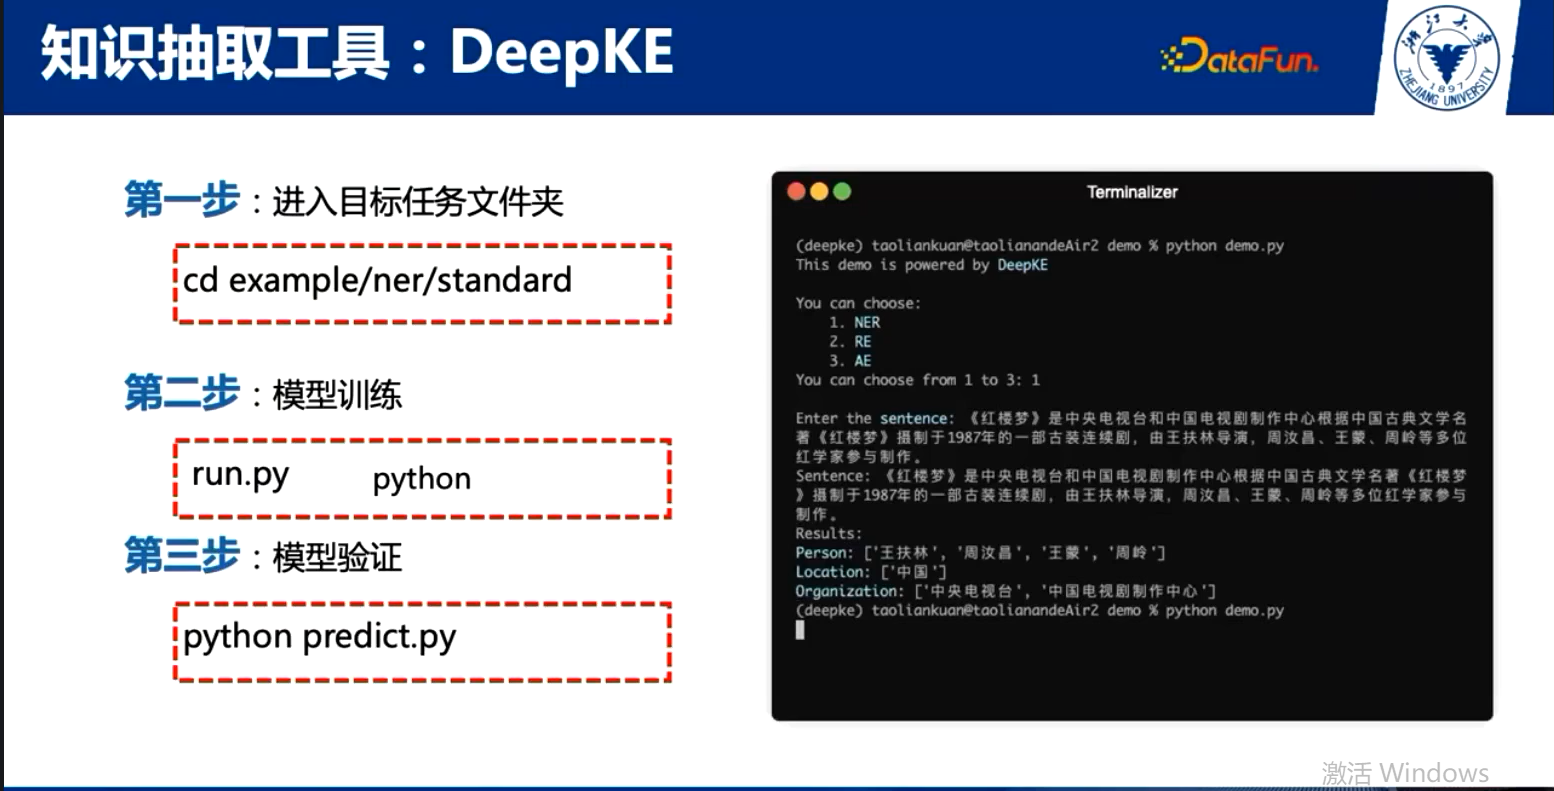 知识抽取工具：DeepKE
DataFun.
浙江大学
ZHEJIANG UNIVERSITY
1897
第一步：进入目标任务文件夹
cd example/ner/standard
第二步：模型训练
run.py python
第三步：模型验证
python predict.py
Terminalizer
(deepke) taoliankuan@taolianandeAir2 demo % python demo.py
This demo is powered by DeepKE
You can choose:
1. NER
2. RE
3. AE
You can choose from 1 to 3: 1
Enter the sentence: 《红楼梦》是中央电视台和中国电视剧制作中心根据中国古典文学名
著《红楼梦》摄制于1987年的一部古装连续剧，由王扶林导演，周汝昌、王蒙、周岭等多位
红学家参与制作。
Sentence: 《红楼梦》是中央电视台和中国电视剧制作中心根据中国古典文学名著《红楼梦
》摄制于1987年的一部古装连续剧，由王扶林导演，周汝昌、王蒙、周岭等多位红学家参与
制作。
Results:
Person: ['王扶林', '周汝昌', '王蒙', '周岭']
Location: ['中国']
Organization: ['中央电视台', '中国电视剧制作中心']
(deepke) taoliankuan@taolianandeAir2 demo % python demo.py
激活 Windows